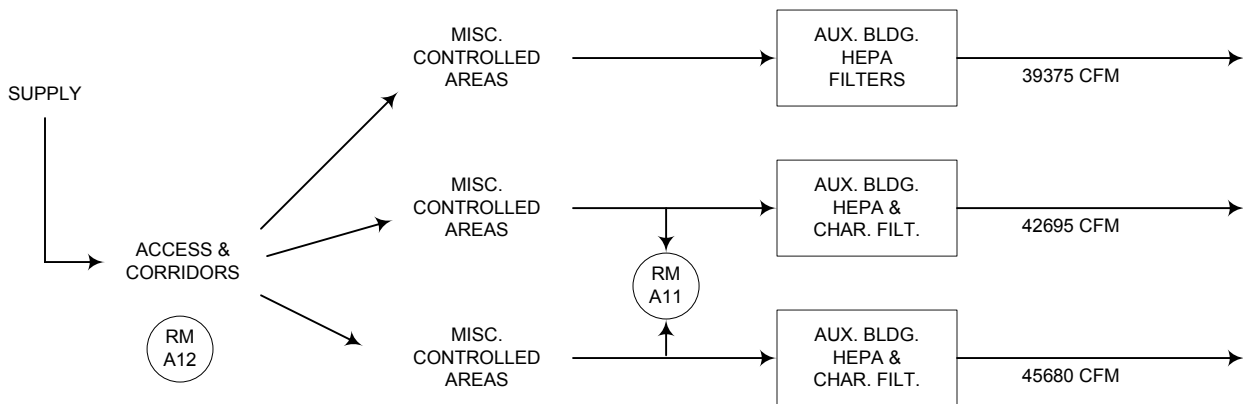 SUPPLY
ACCESS &
CORRIDORS
RM
A12
MISC.
CONTROLLED
AREAS
AUX. BLDG.
HEPA
FILTERS
39375 CFM
MISC.
CONTROLLED
AREAS
RM
A11
AUX. BLDG.
HEPA &
CHAR. FILT.
42695 CFM
MISC.
CONTROLLED
AREAS
AUX. BLDG.
HEPA &
CHAR. FILT.
45680 CFM